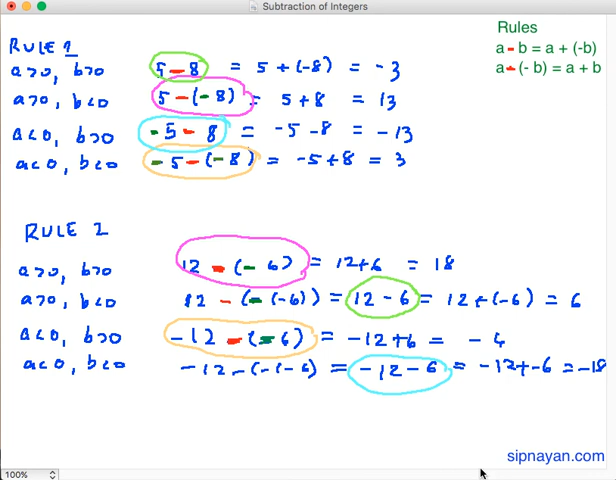 Subtraction of Integers
Rules
a - b = a + (-b)
a - (- b) = a + b
RULE 1
a>0, b>0 5 - 8 = 5 + (-8) = -3
a>0, b<0 5 - (-8) = 5 + 8 = 13
a<0, b>0 -5 - 8 = -5 -8 = -13
a<0, b<0 -5 - (-8) = -5 + 8 = 3
RULE 2
a>0, b>0 12 - (-6) = 12+6 = 18
a>0, b<0 12 - (-(-6)) = 12 - 6 = 12 + (-6) = 6
a<0, b>0 -12 - (-6) = -12+6 = - 4
a<0, b<0 -12 - (-(-6) = -12 - 6 = -12+-6 = -18
sipnayan.com
100%